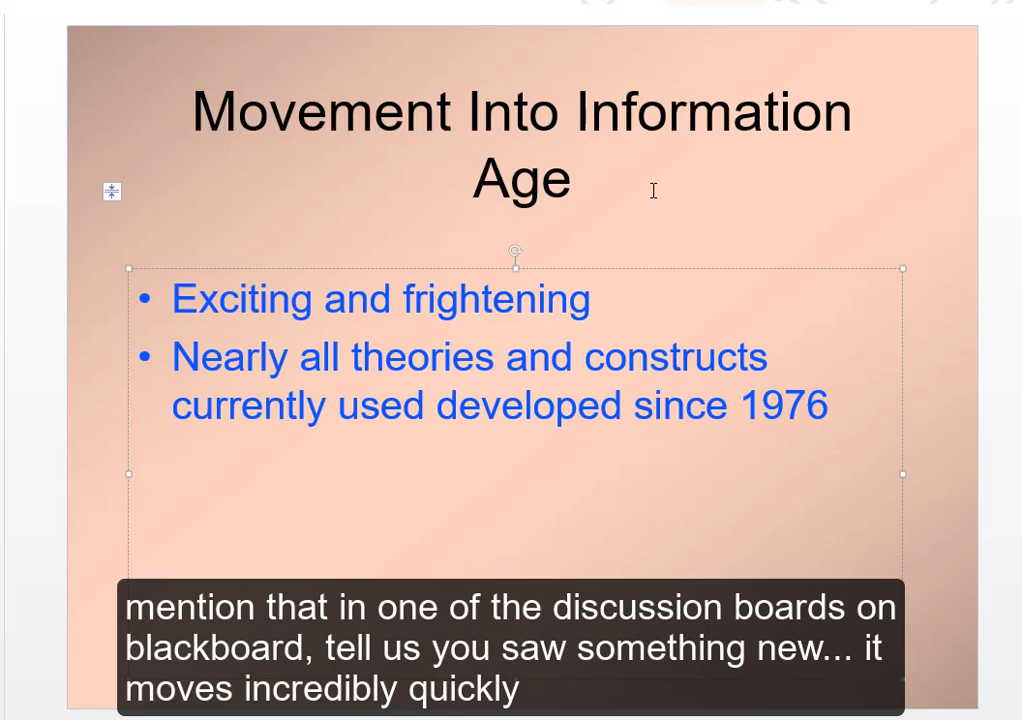 Movement Into Information
Age
• Exciting and frightening
• Nearly all theories and constructs
currently used developed since 1976
mention that in one of the discussion boards on
blackboard, tell us you saw something new... it
moves incredibly quickly